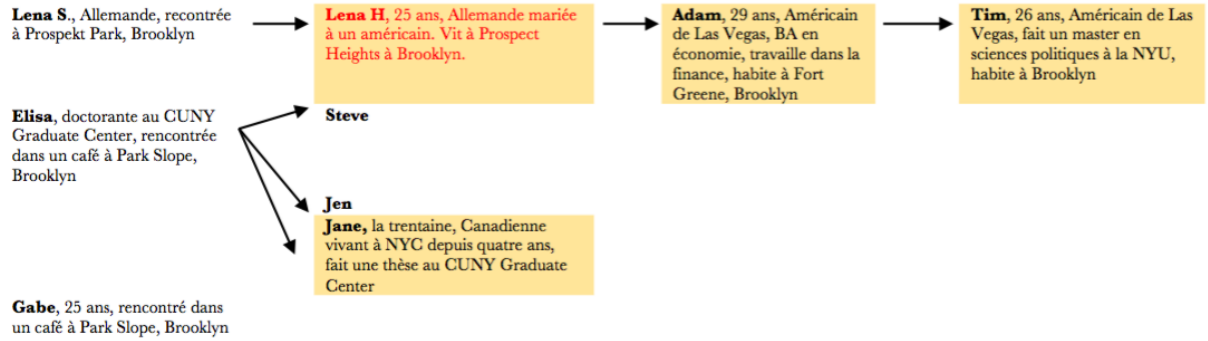 Lena S., Allemande, recontrée
à Prospekt Park, Brooklyn
Lena H, 25 ans, Allemande mariée
à un américain. Vit à Prospect
Heights à Brooklyn.
Adam, 29 ans, Américain
de Las Vegas, BA en
économie, travaille dans la
finance, habite à Fort
Greene, Brooklyn
Tim, 26 ans, Américain de Las
Vegas, fait un master en
sciences politiques à la NYU,
habite à Brooklyn
Elisa, doctorante au CUNY
Graduate Center, rencontrée
dans un café à Park Slope,
Brooklyn
Steve
Jen
Jane, la trentaine, Canadienne
vivant à NYC depuis quatre ans,
fait une thèse au CUNY Graduate
Center
Gabe, 25 ans, rencontré dans
un café à Park Slope, Brooklyn